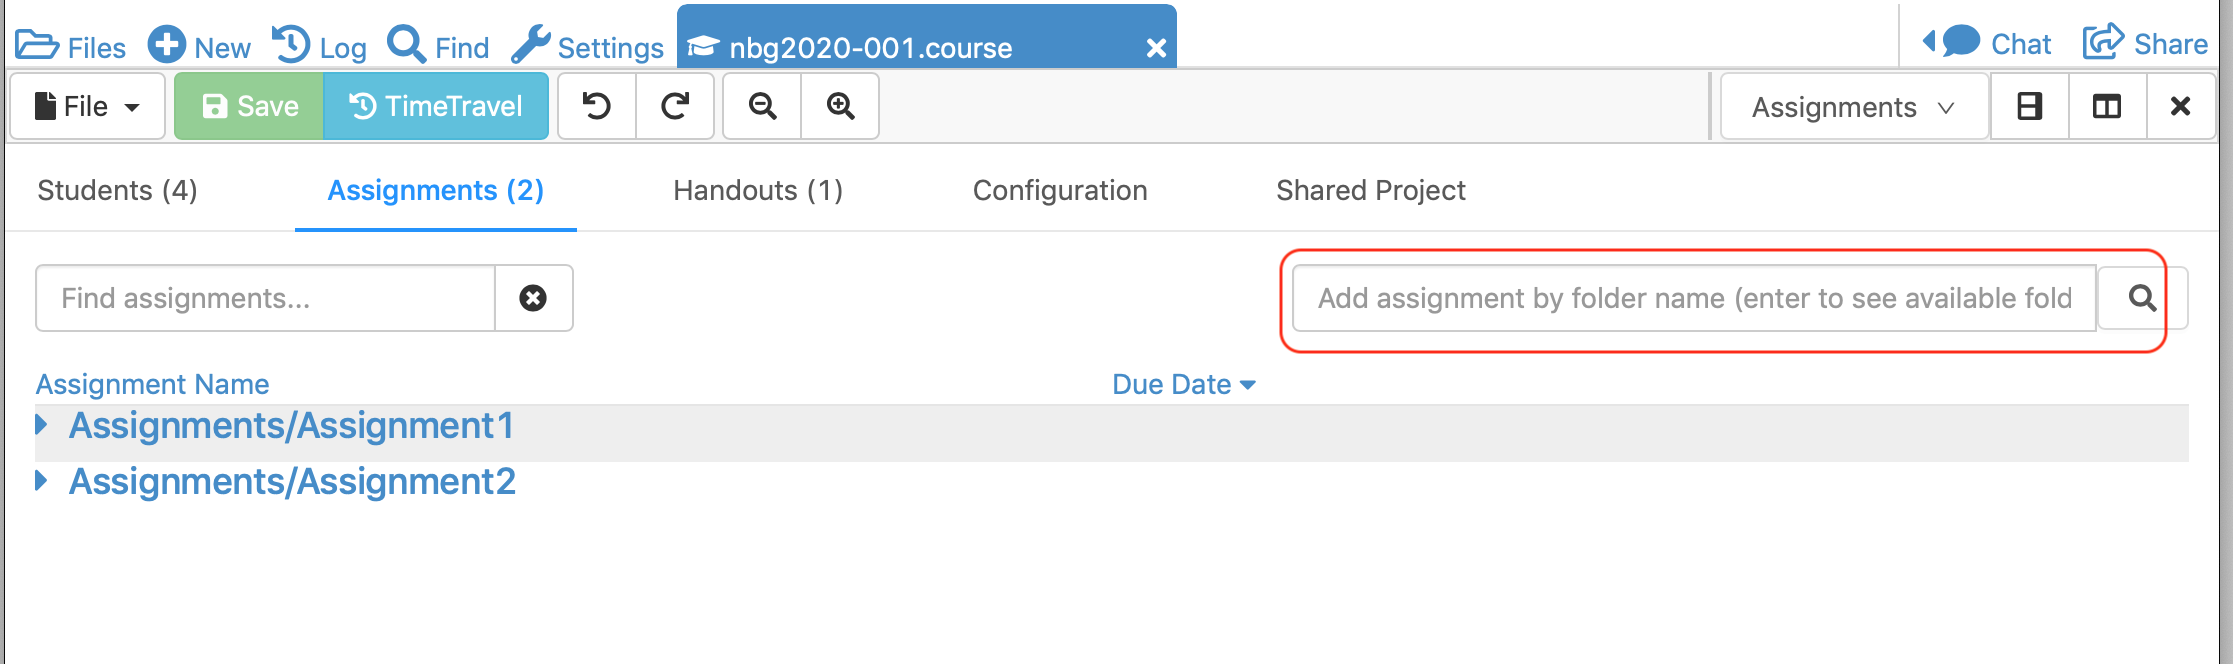 Files New Log Find Settings nbg2020-001.course Chat Share
File Save TimeTravel Assignments
Students (4) Assignments (2) Handouts (1) Configuration Shared Project
Find assignments... Add assignment by folder name (enter to see available fold
Assignment Name Due Date
Assignments/Assignment1
Assignments/Assignment2